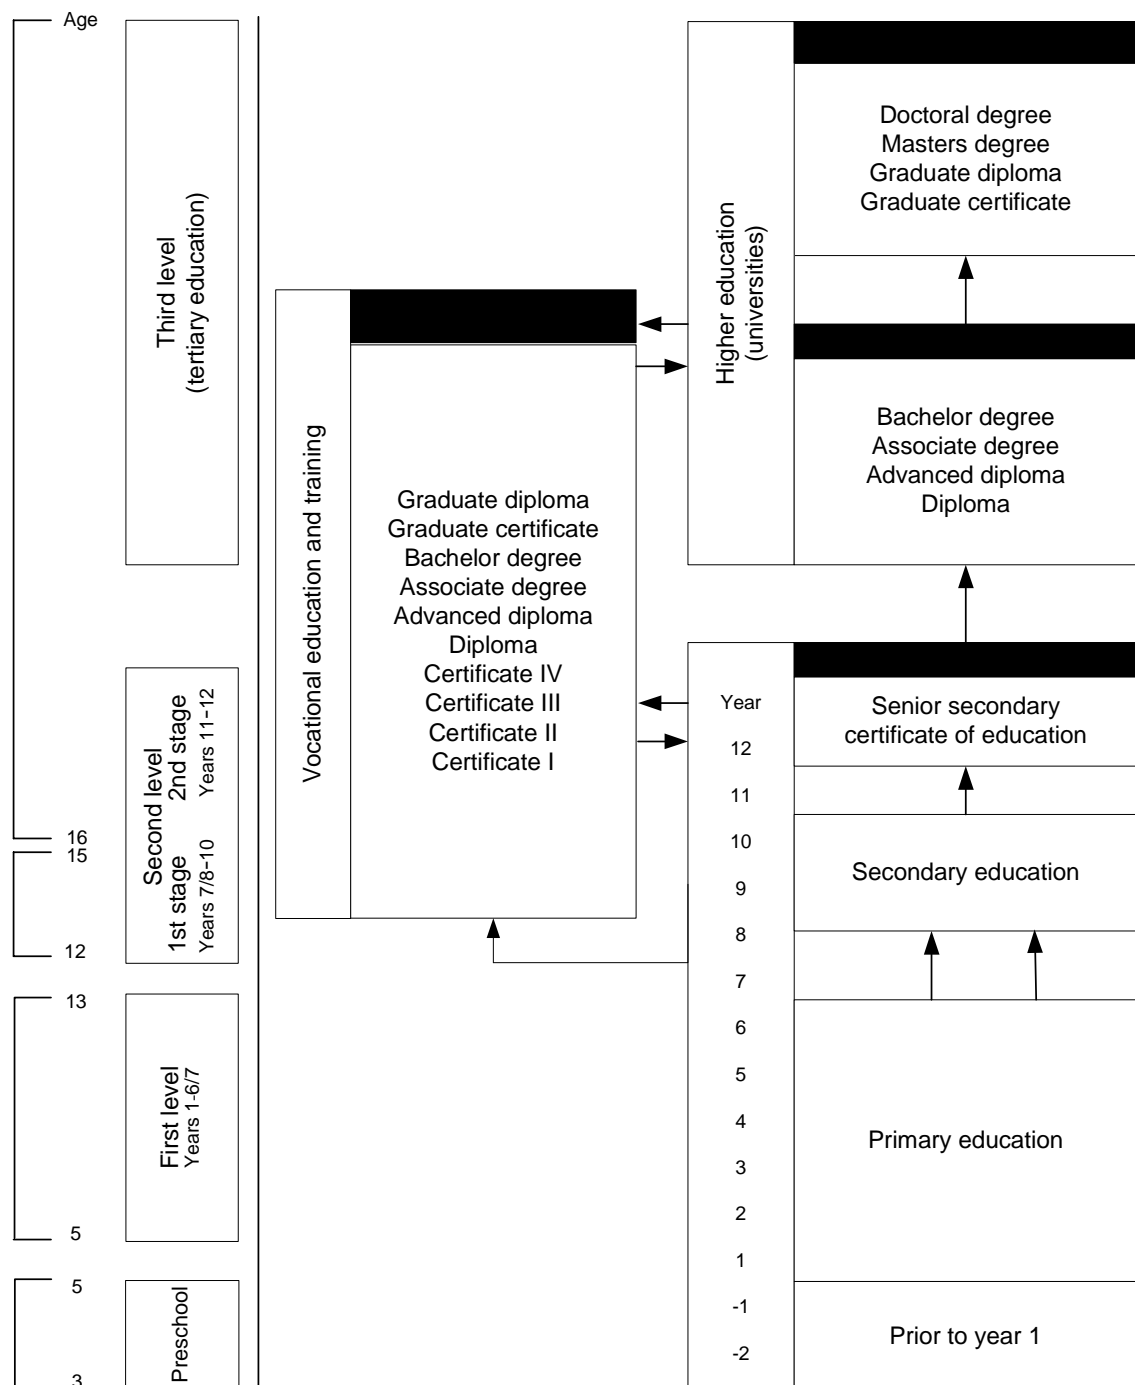 Age
16
15
12
13
5
5
3
Third level
(tertiary education)
Second level
1st stage 2nd stage
Years 7/8-10 Years 11-12
First level
Years 1-6/7
Preschool
Vocational education and training
Graduate diploma
Graduate certificate
Bachelor degree
Associate degree
Advanced diploma
Diploma
Certificate IV
Certificate III
Certificate II
Certificate I
Higher education
(universities)
Doctoral degree
Masters degree
Graduate diploma
Graduate certificate
Bachelor degree
Associate degree
Advanced diploma
Diploma
Year
12
11
10
9
8
7
6
5
4
3
2
1
-1
-2
Senior secondary
certificate of education
Secondary education
Primary education
Prior to year 1